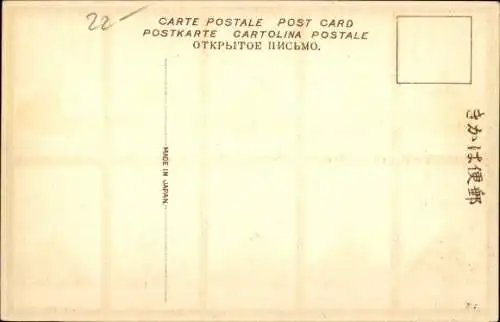 22-
CARTE POSTALE POST CARD
POSTKARTE CARTOLINA POSTALE
ОТКРЫТОЕ ПИСЬМО.
MADE IN JAPAN.
きかは便郵